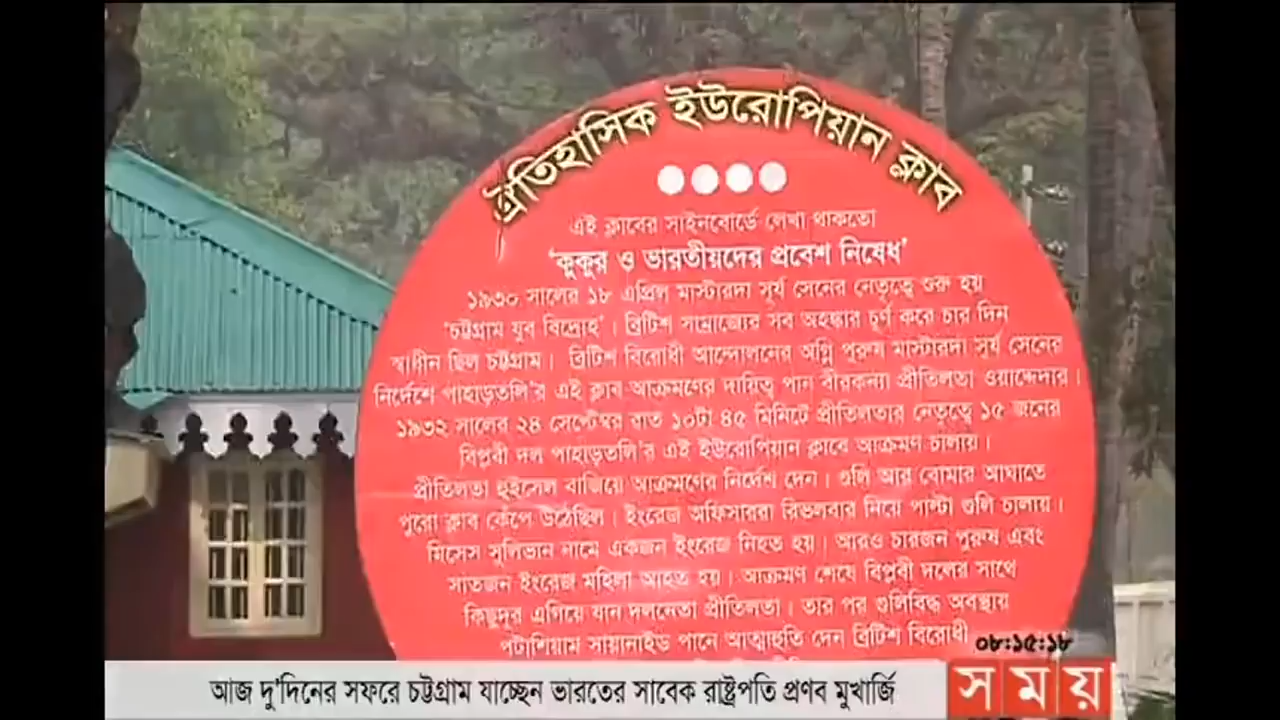 ঐতিহাসিক ইউরোপিয়ান ক্লাব
এই ক্লাবের সাইনবোর্ডে লেখা থাকতো
'কুকুর ও ভারতীয়দের প্রবেশ নিষেধ'
১৯৩০ সালের ১৮ এপ্রিল মাস্টারদা সূর্য সেনের নেতৃত্বে শুরু হয়
'চট্টগ্রাম যুব বিদ্রোহ'। ব্রিটিশ সাম্রাজ্যের সব অহঙ্কার চূর্ণ করে চার দিন
স্বাধীন ছিল চট্টগ্রাম। ব্রিটিশ বিরোধী আন্দোলনের অগ্নি পুরুষ মাস্টারদা সূর্য সেনের
নির্দেশে পাহাড়তলি'র এই ক্লাব আক্রমণের দায়িত্ব পান বীরকন্যা প্রীতিলতা ওয়াদ্দেদার।
১৯৩২ সালের ২৪ সেপ্টেম্বর রাত ১০টা ৪৫ মিনিটে প্রীতিলতার নেতৃত্বে ১৫ জনের
বিপ্লবী দল পাহাড়তলি'র এই ইউরোপিয়ান ক্লাবে আক্রমণ চালায়।
প্রীতিলতা হুইসেল বাজিয়ে আক্রমণের নির্দেশ দেন। গুলি আর বোমার আঘাতে
পুরো ক্লাব কেঁপে উঠেছিল। ইংরেজ অফিসাররা রিভলবার নিয়ে পাল্টা গুলি চালায়।
মিসেস সুলিভান নামে একজন ইংরেজ নিহত হয়। আরও চারজন পুরুষ এবং
সাতজন ইংরেজ মহিলা আহত হয়। আক্রমণ শেষে বিপ্লবী দলের সাথে
কিছুদূর এগিয়ে যান দলনেতা প্রীতিলতা। তার পর গুলিবিদ্ধ অবস্থায়
পটাশিয়াম সায়ানাইড পানে আত্মাহুতি দেন ব্রিটিশ বিরোধী
০৮:১৫:১৮
আজ দু'দিনের সফরে চট্টগ্রাম যাচ্ছেন ভারতের সাবেক রাষ্ট্রপতি প্রণব মুখার্জি
সময়